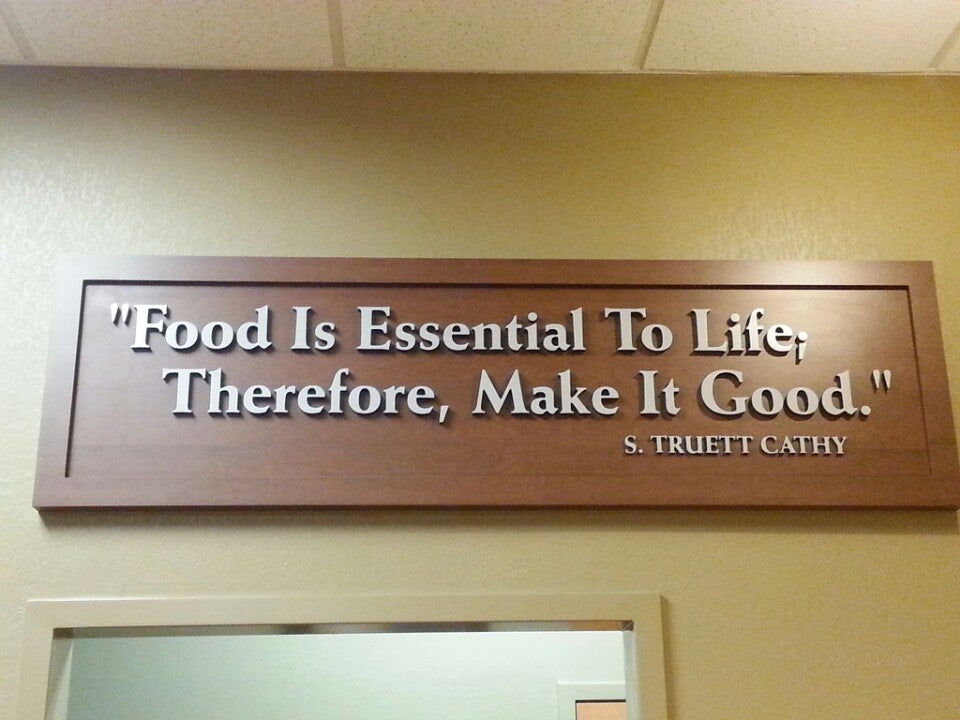 "Food Is Essential To Life;
Therefore, Make It Good."
S. TRUETT CATHY